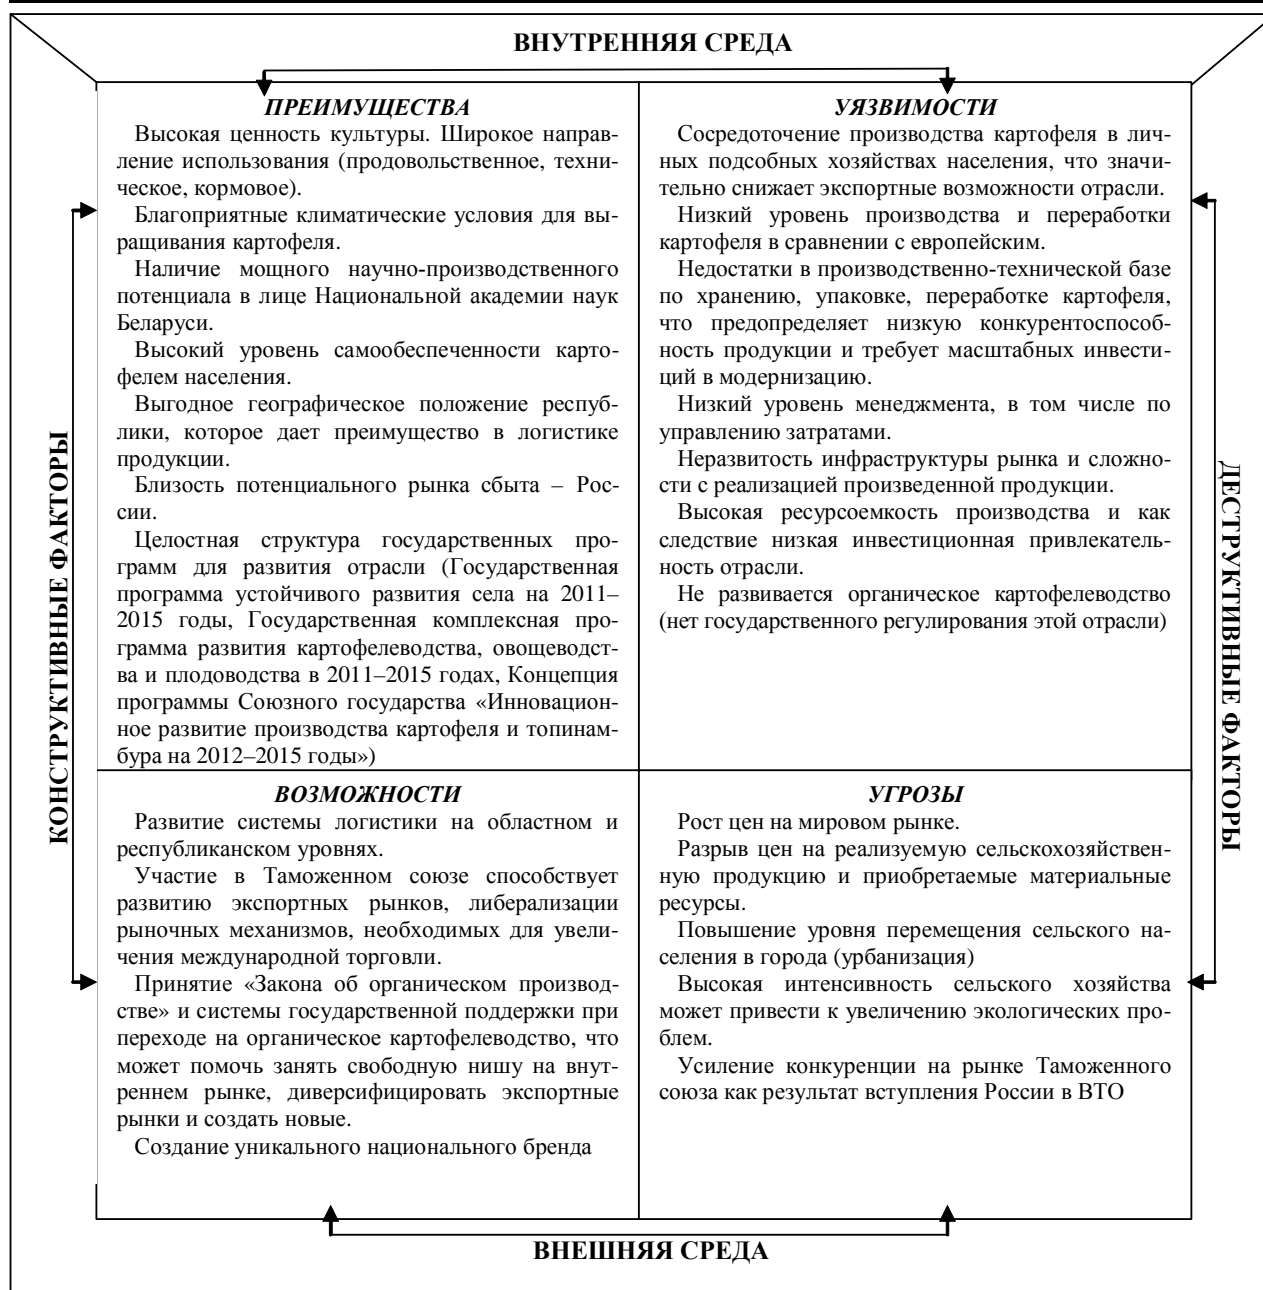 ВНУТРЕННЯЯ СРЕДА
ПРЕИМУЩЕСТВА
Высокая ценность культуры. Широкое направ-
ление использования (продовольственное, техни-
ческое, кормовое).
Благоприятные климатические условия для вы-
ращивания картофеля.
Наличие мощного научно-производственного
потенциала в лице Национальной академии наук
Беларуси.
Высокий уровень самообеспеченности карто-
фелем населения.
Выгодное географическое положение респуб-
лики, которое дает преимущество в логистике
продукции.
Близость потенциального рынка сбыта – Рос-
сии.
Целостная структура государственных про-
грамм для развития отрасли (Государственная
программа устойчивого развития села на 2011–
2015 годы, Государственная комплексная про-
грамма развития картофелеводства, овощеводст-
ва и плодоводства в 2011–2015 годах, Концепция
программы Союзного государства «Инновацион-
ное развитие производства картофеля и топинам-
бура на 2012–2015 годы»)
УЯЗВИМОСТИ
Сосредоточение производства картофеля в лич-
ных подсобных хозяйствах населения, что значи-
тельно снижает экспортные возможности отрасли.
Низкий уровень производства и переработки
картофеля в сравнении с европейским.
Недостатки в производственно-технической базе
по хранению, упаковке, переработке картофеля,
что предопределяет низкую конкурентоспособ-
ность продукции и требует масштабных инвести-
ций в модернизацию.
Низкий уровень менеджмента, в том числе по
управлению затратами.
Неразвитость инфраструктуры рынка и сложно-
сти с реализацией произведенной продукции.
Высокая ресурсоемкость производства и как
следствие низкая инвестиционная привлекатель-
ность отрасли.
Не развивается органическое картофелеводство
(нет государственного регулирования этой отрасли)
КОНСТРУКТИВНЫЕ ФАКТОРЫ
ДЕСТРУКТИВНЫЕ ФАКТОРЫ
ВОЗМОЖНОСТИ
Развитие системы логистики на областном и
республиканском уровнях.
Участие в Таможенном союзе способствует
развитию экспортных рынков, либерализации
рыночных механизмов, необходимых для увели-
чения международной торговли.
Принятие «Закона об органическом производ-
стве» и системы государственной поддержки при
переходе на органическое картофелеводство, что
может помочь занять свободную нишу на внут-
реннем рынке, диверсифицировать экспортные
рынки и создать новые.
Создание уникального национального бренда
УГРОЗЫ
Рост цен на мировом рынке.
Разрыв цен на реализуемую сельскохозяйствен-
ную продукцию и приобретаемые материальные
ресурсы.
Повышение уровня перемещения сельского на-
селения в города (урбанизация)
Высокая интенсивность сельского хозяйства
может привести к увеличению экологических про-
блем.
Усиление конкуренции на рынке Таможенного
союза как результат вступления России в ВТО
ВНЕШНЯЯ СРЕДА